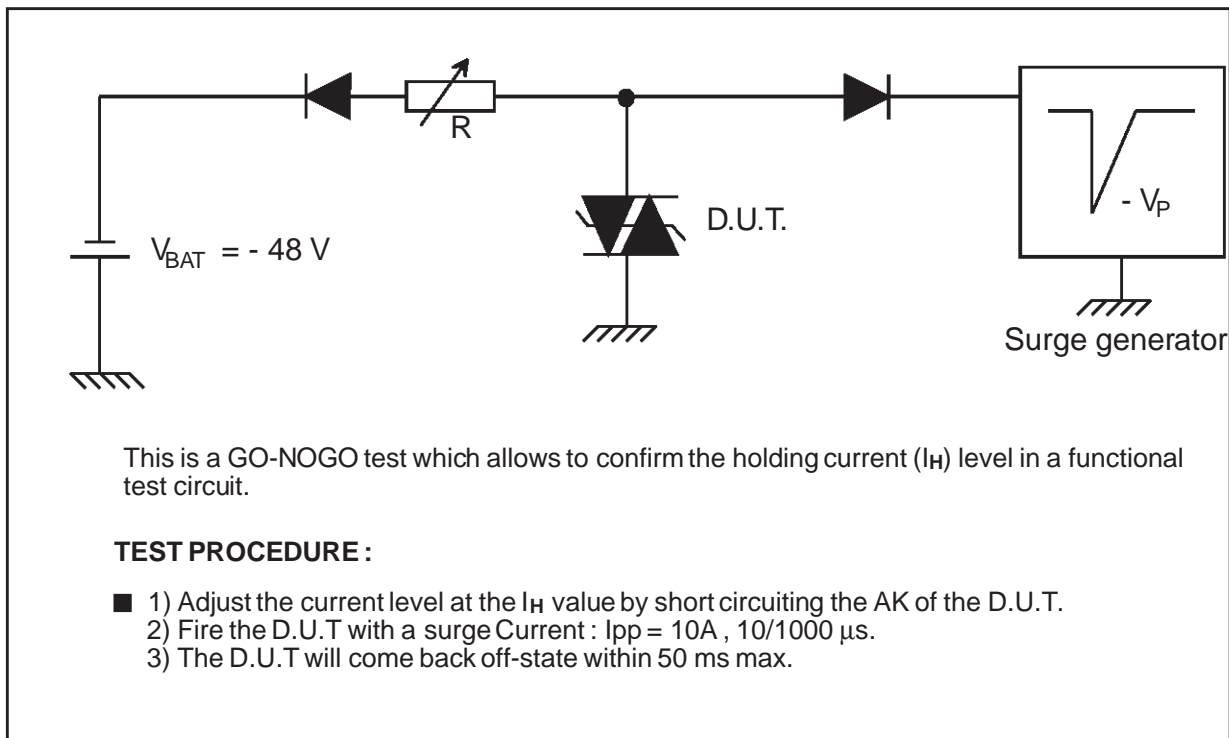 R
- VP
D.U.T.
VBAT = - 48 V
Surge generator
This is a GO-NOGO test which allows to confirm the holding current (IH) level in a functional
test circuit.
TEST PROCEDURE :
■ 1) Adjust the current level at the IH value by short circuiting the AK of the D.U.T.
2) Fire the D.U.T with a surge Current : Ipp = 10A , 10/1000 μs.
3) The D.U.T will come back off-state within 50 ms max.